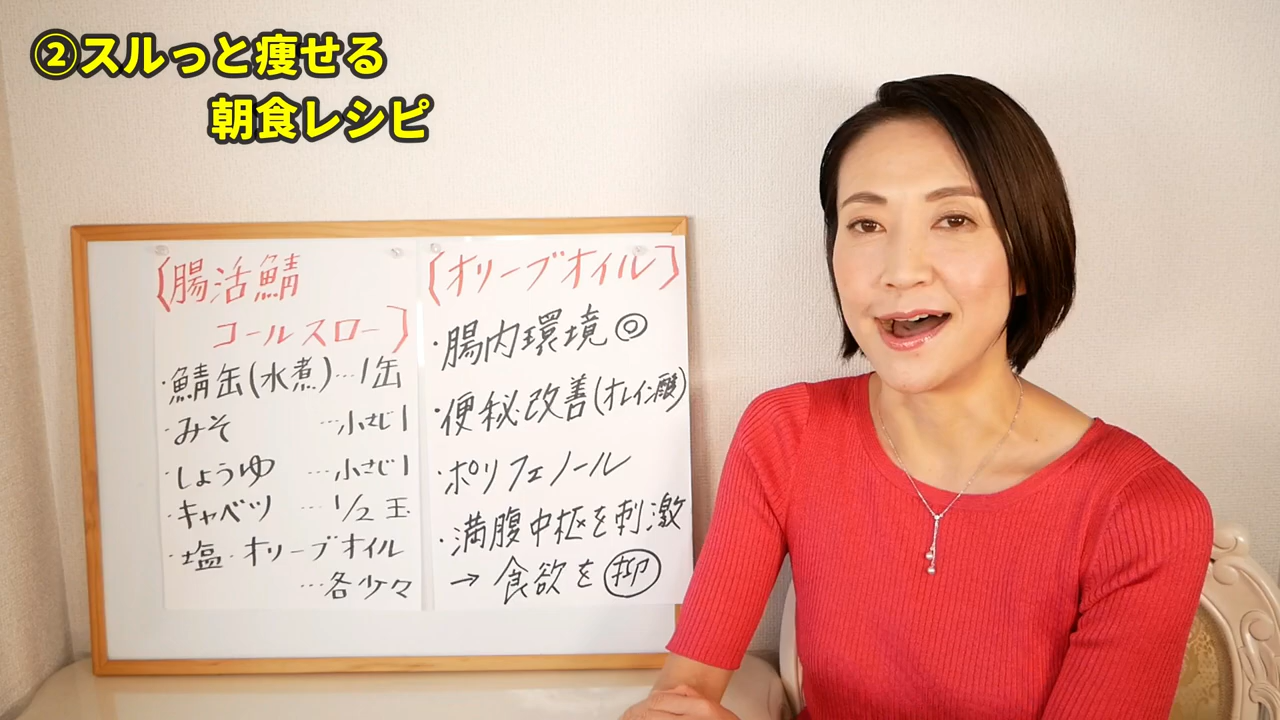 ②スルっと痩せる
朝食レシピ
〔腸活鯖
コールスロー〕
・鯖缶(水煮)…1缶
・みそ …小さじ1
・しょうゆ …小さじ1
・キャベツ …1/2玉
・塩・オリーブオイル
…各少々
〔オリーブオイル〕
・腸内環境◎
・便秘改善(オレイン酸)
・ポリフェノール
・満腹中枢を刺激
→食欲を抑